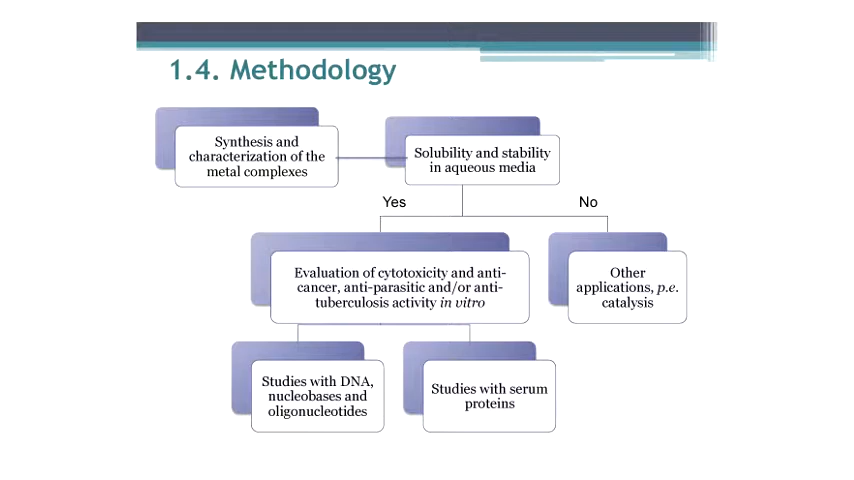 1.4. Methodology
Synthesis and
characterization of the
metal complexes
Solubility and stability
in aqueous media
Yes
No
Evaluation of cytotoxicity and anti-
cancer, anti-parasitic and/or anti-
tuberculosis activity in vitro
Other
applications, p.e.
catalysis
Studies with DNA,
nucleobases and
oligonucleotides
Studies with serum
proteins